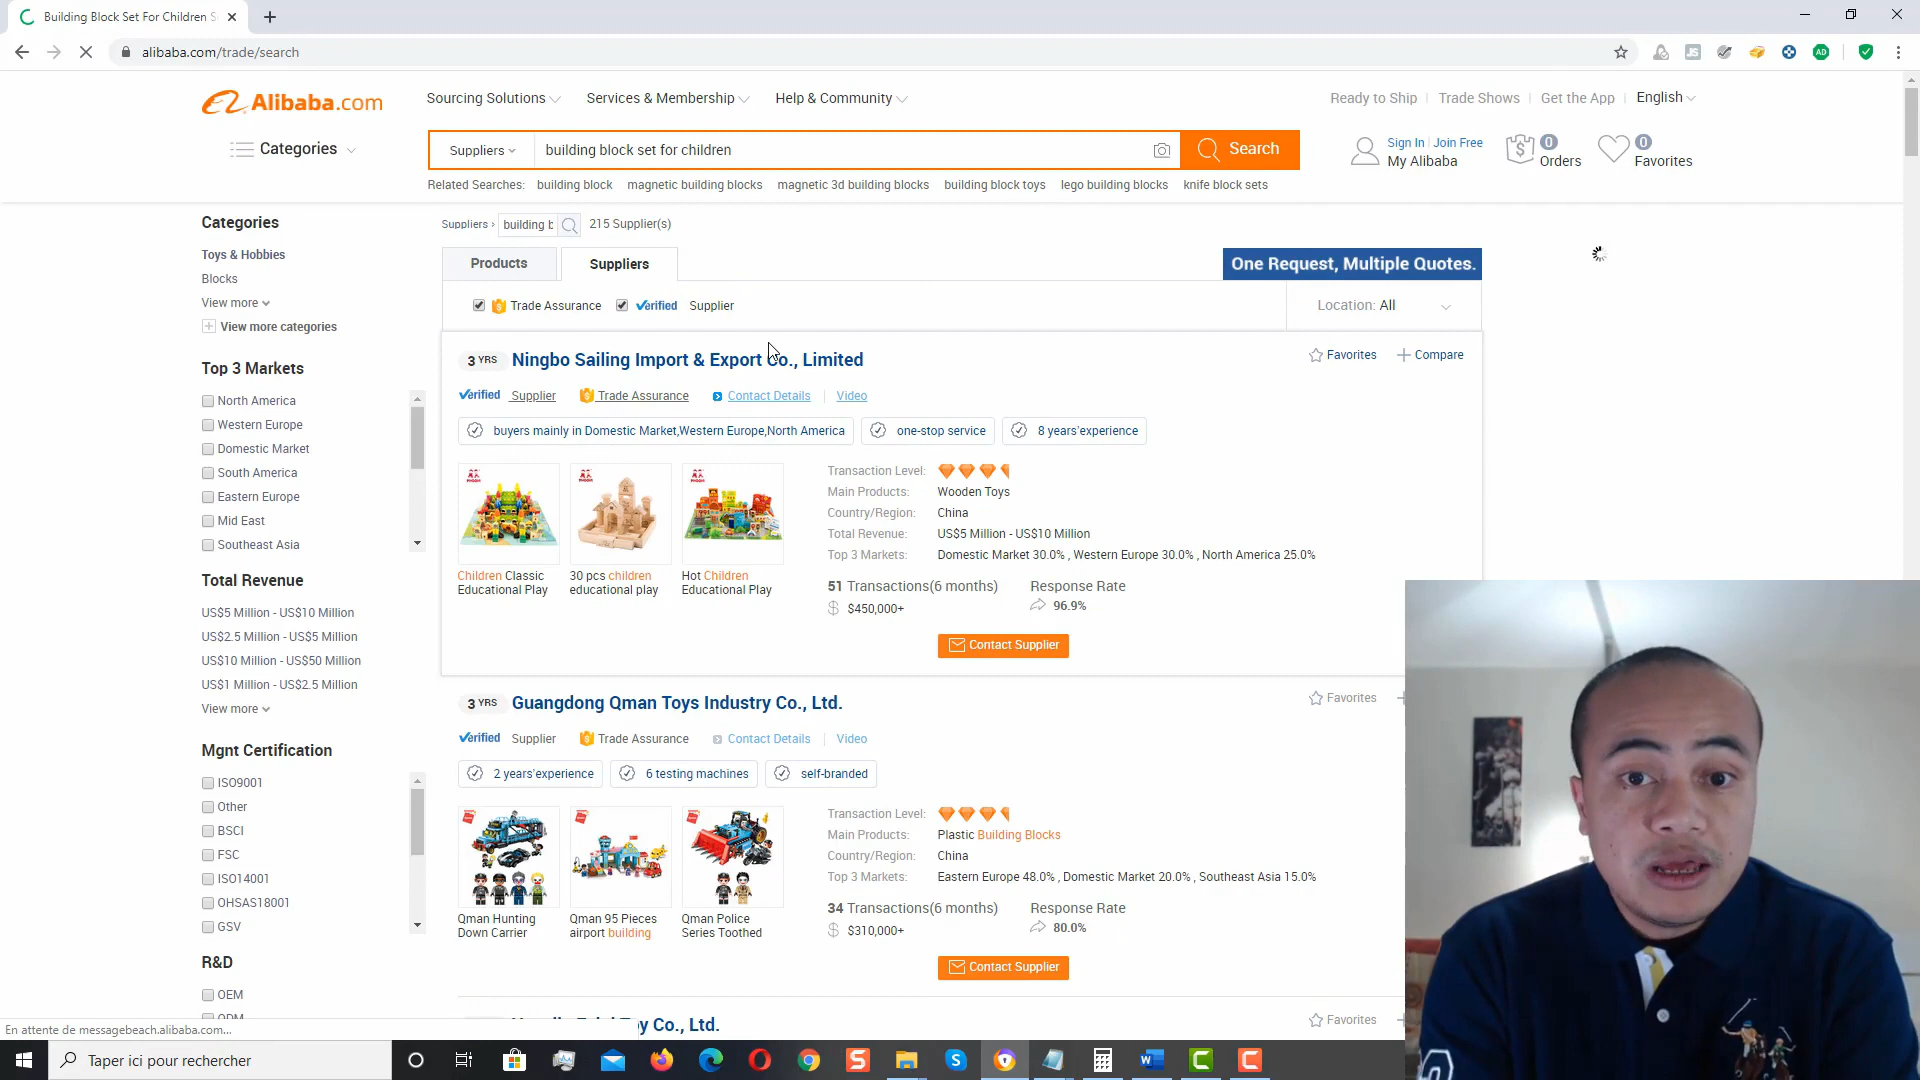 Building Block Set For Children S
alibaba.com/trade/search
Alibaba.com
Sourcing Solutions
Services & Membership
Help & Community
Ready to Ship
Trade Shows
Get the App
English
Categories
Suppliers
building block set for children
Search
Sign In
Join Free
My Alibaba
0
Orders
0
Favorites
Related Searches:
building block
magnetic building blocks
magnetic 3d building blocks
building block toys
lego building blocks
knife block sets
Categories
Toys & Hobbies
Blocks
View more
View more categories
Top 3 Markets
North America
Western Europe
Domestic Market
South America
Eastern Europe
Mid East
Southeast Asia
Total Revenue
US$5 Million - US$10 Million
US$2.5 Million - US$5 Million
US$10 Million - US$50 Million
US$1 Million - US$2.5 Million
View more
Mgnt Certification
ISO9001
Other
BSCI
FSC
ISO14001
OHSAS18001
GSV
R&D
OEM
Suppliers >
building b
215 Supplier(s)
Products
Suppliers
One Request, Multiple Quotes.
Trade Assurance
Verified Supplier
Location: All
3 YRS
Ningbo Sailing Import & Export Co., Limited
Favorites
Compare
Verified Supplier
Trade Assurance
Contact Details
Video
buyers mainly in Domestic Market,Western Europe,North America
one-stop service
8 years'experience
Children Classic
Educational Play
30 pcs children
educational play
Hot Children
Educational Play
Transaction Level:
Main Products: Wooden Toys
Country/Region: China
Total Revenue: US$5 Million - US$10 Million
Top 3 Markets: Domestic Market 30.0% , Western Europe 30.0% , North America 25.0%
51 Transactions(6 months)
$450,000+
Response Rate
96.9%
Contact Supplier
3 YRS
Guangdong Qman Toys Industry Co., Ltd.
Favorites
Verified Supplier
Trade Assurance
Contact Details
Video
2 years'experience
6 testing machines
self-branded
Qman Hunting
Down Carrier
Qman 95 Pieces
airport building
Qman Police
Series Toothed
Transaction Level:
Main Products: Plastic Building Blocks
Country/Region: China
Top 3 Markets: Eastern Europe 48.0% , Domestic Market 20.0% , Southeast Asia 15.0%
34 Transactions(6 months)
$310,000+
Response Rate
80.0%
Contact Supplier
y Co., Ltd.
Favorites
En attente de messagebeach.alibaba.com...
Taper ici pour rechercher